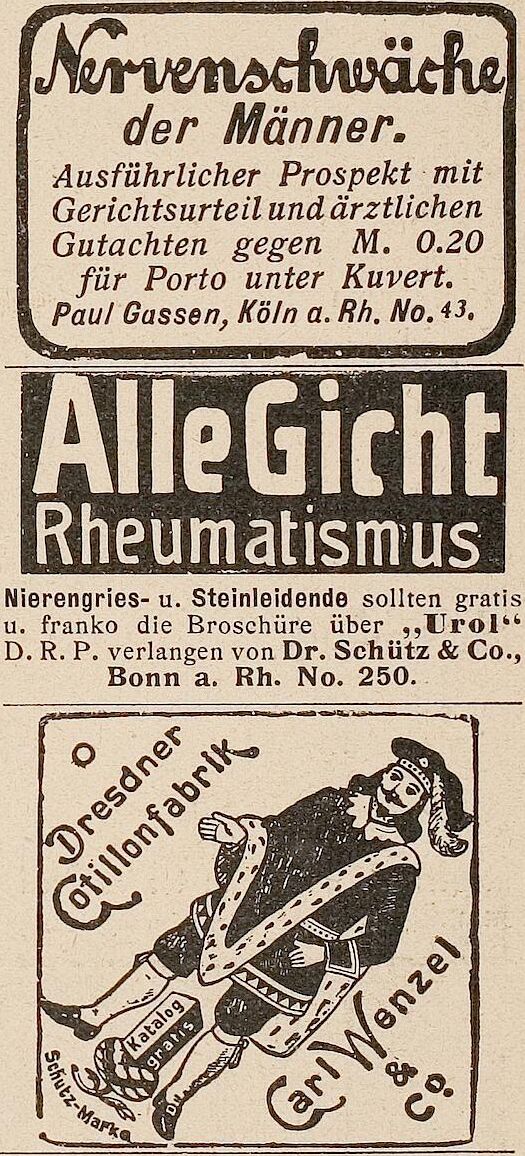 Nervenschwäche
der Männer.
Ausführlicher Prospekt mit
Gerichtsurteil und ärztlichen
Gutachten gegen M. 0.20
für Porto unter Kuvert.
Paul Gassen, Köln a. Rh. No. 43.
Alle Gicht
Rheumatismus
Nierengries- u. Steinleidende sollten gratis
u. franko die Broschüre über „Urol“
D. R. P. verlangen von Dr. Schütz & Co.,
Bonn a. Rh. No. 250.
Dresdner
Cotillonfabrik
Katalog
gratis
Schutz-Marke
Carl Wenzel
& Co.